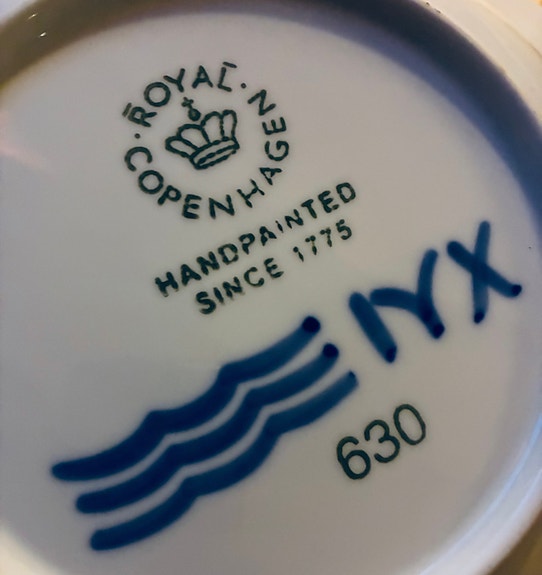 ROYAL
COPENHAGEN
HANDPAINTED
SINCE 1775
630